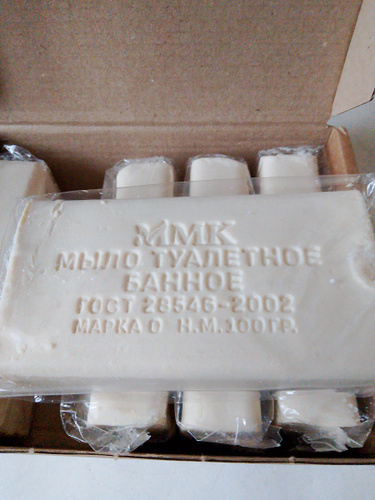 ММК
МЫЛО ТУАЛЕТНОЕ
БАННОЕ
ГОСТ 28546-2002
МАРКА О Н.М.100ГР.